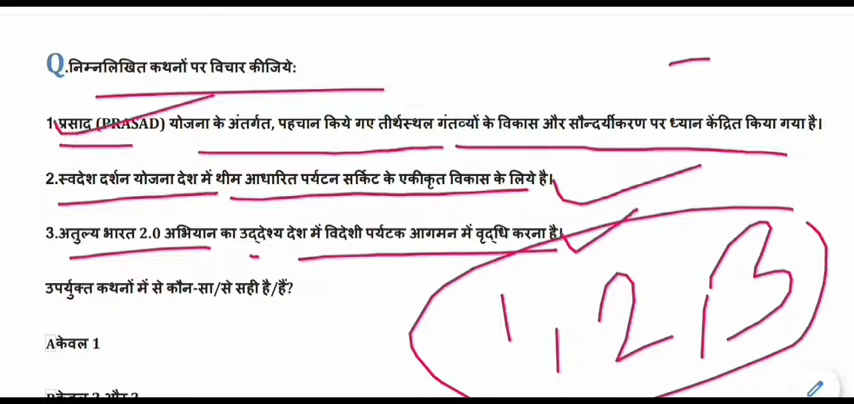 Q.निम्नलिखित कथनों पर विचार कीजिये:
1.प्रसाद (PRASAD) योजना के अंतर्गत, पहचान किये गए तीर्थस्थल गंतव्यों के विकास और सौन्दर्यीकरण पर ध्यान केंद्रित किया गया है।
2.स्वदेश दर्शन योजना देश में थीम आधारित पर्यटन सर्किट के एकीकृत विकास के लिये है।
3.अतुल्य भारत 2.0 अभियान का उद्देश्य देश में विदेशी पर्यटक आगमन में वृद्धि करना है।
उपर्युक्त कथनों में से कौन-सा/से सही है/हैं?
1, 2, 3
Aकेवल 1